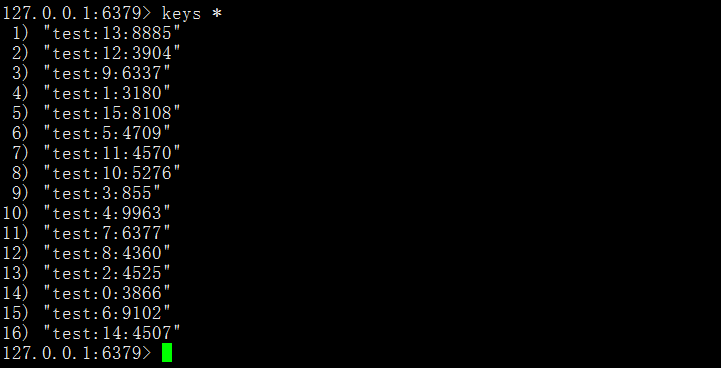 127.0.0.1:6379> keys *
1) "test:13:8885"
2) "test:12:3904"
3) "test:9:6337"
4) "test:1:3180"
5) "test:15:8108"
6) "test:5:4709"
7) "test:11:4570"
8) "test:10:5276"
9) "test:3:855"
10) "test:4:9963"
11) "test:7:6377"
12) "test:8:4360"
13) "test:2:4525"
14) "test:0:3866"
15) "test:6:9102"
16) "test:14:4507"
127.0.0.1:6379>